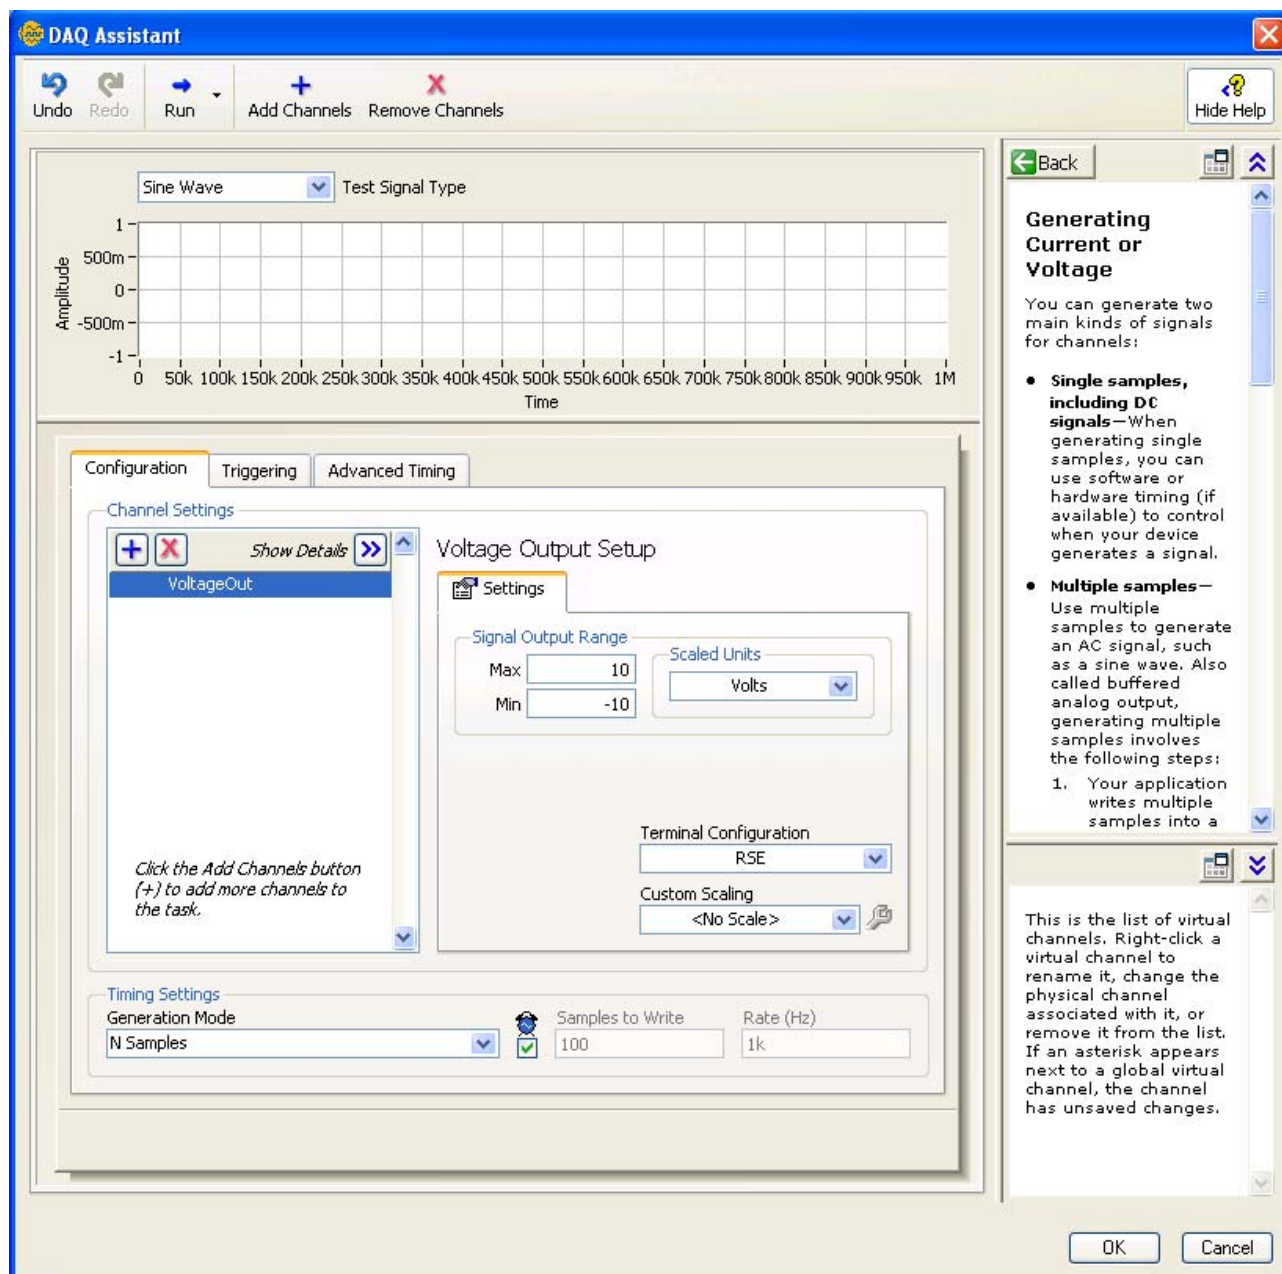 DAQ Assistant
Undo Redo Run Add Channels Remove Channels Hide Help
Sine Wave Test Signal Type
1
500m
0
-500m
-1
Amplitude
0 50k 100k 150k 200k 250k 300k 350k 400k 450k 500k 550k 600k 650k 700k 750k 800k 850k 900k 950k 1M
Time
Configuration Triggering Advanced Timing
Channel Settings
Show Details
VoltageOut
Click the Add Channels button
(+) to add more channels to
the task.
Voltage Output Setup
Settings
Signal Output Range
Max 10
Min -10
Scaled Units
Volts
Terminal Configuration
RSE
Custom Scaling
<No Scale>
Timing Settings
Generation Mode Samples to Write Rate (Hz)
N Samples 100 1k
Back
Generating
Current or
Voltage
You can generate two
main kinds of signals
for channels:
• Single samples,
including DC
signals—When
generating single
samples, you can
use software or
hardware timing (if
available) to control
when your device
generates a signal.
• Multiple samples—
Use multiple
samples to generate
an AC signal, such
as a sine wave. Also
called buffered
analog output,
generating multiple
samples involves
the following steps:
1. Your application
writes multiple
samples into a
This is the list of virtual
channels. Right-click a
virtual channel to
rename it, change the
physical channel
associated with it, or
remove it from the list.
If an asterisk appears
next to a global virtual
channel, the channel
has unsaved changes.
OK Cancel